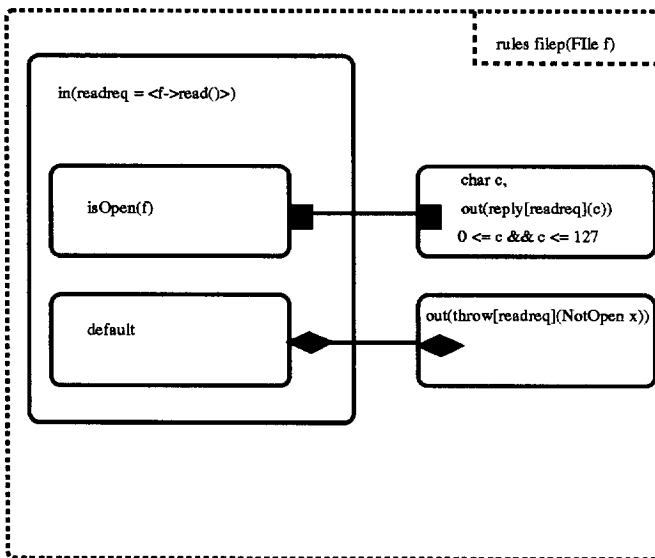 rules filep(FIle f)
in(readreq = <f->read()>)
isOpen(f)
char c,
out(reply[readreq](c))
0 <= c && c <= 127
default
out(throw[readreq](NotOpen x))